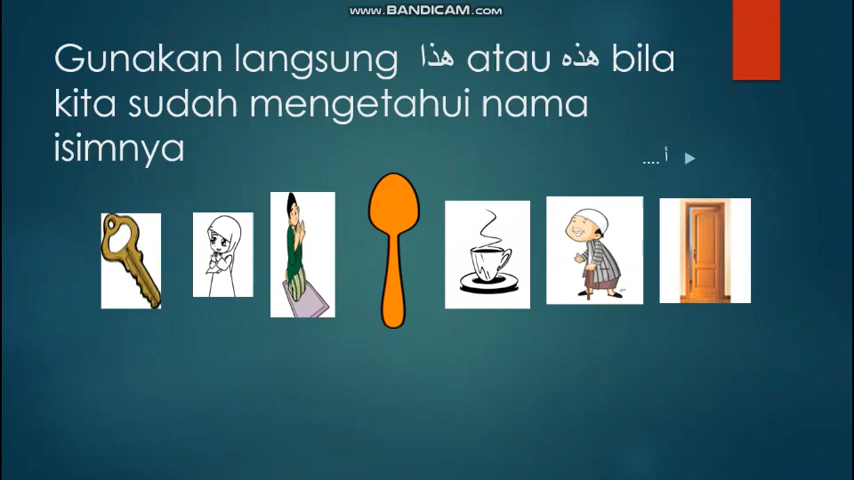 www.BANDICAM.com
Gunakan langsung هذا atau هذه bila
kita sudah mengetahui nama
isimnya
أ ....